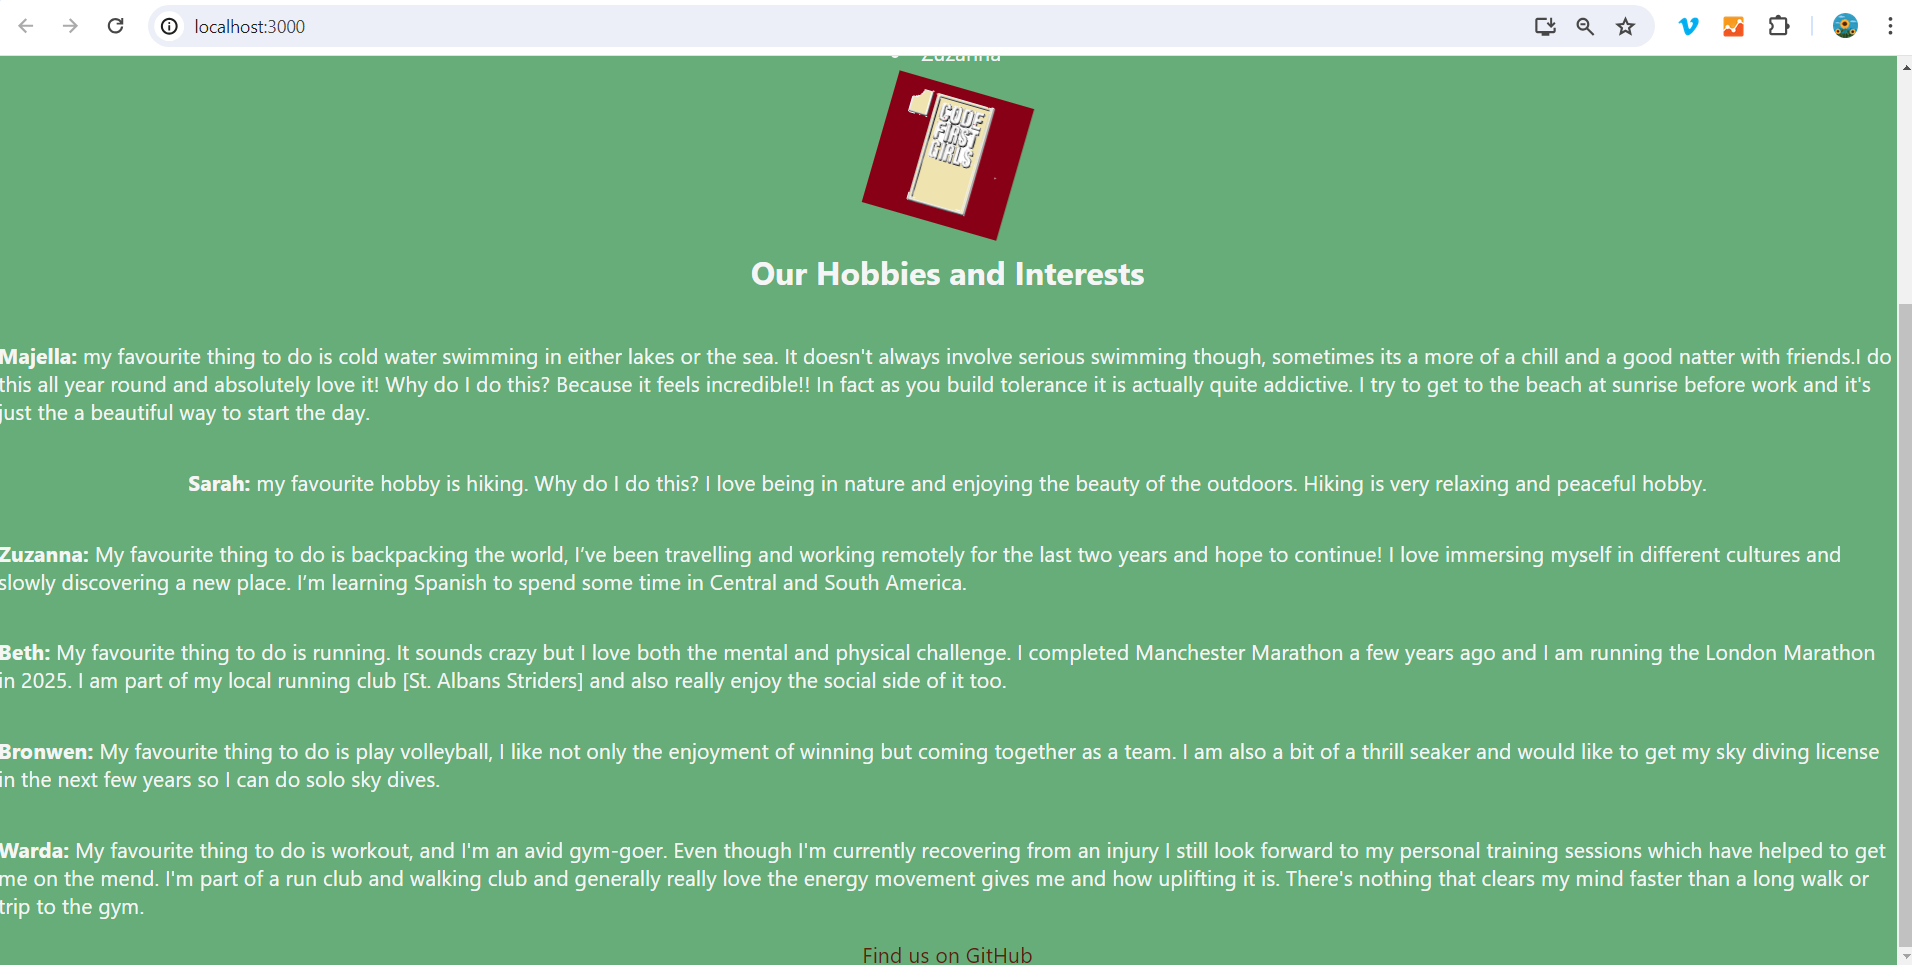 localhost:3000
Zuzanna
CODE
FIRST
GIRLS
Our Hobbies and Interests
Majella: my favourite thing to do is cold water swimming in either lakes or the sea. It doesn't always involve serious swimming though, sometimes its a more of a chill and a good natter with friends.I do
this all year round and absolutely love it! Why do I do this? Because it feels incredible!! In fact as you build tolerance it is actually quite addictive. I try to get to the beach at sunrise before work and it's
just the a beautiful way to start the day.
Sarah: my favourite hobby is hiking. Why do I do this? I love being in nature and enjoying the beauty of the outdoors. Hiking is very relaxing and peaceful hobby.
Zuzanna: My favourite thing to do is backpacking the world, I’ve been travelling and working remotely for the last two years and hope to continue! I love immersing myself in different cultures and
slowly discovering a new place. I’m learning Spanish to spend some time in Central and South America.
Beth: My favourite thing to do is running. It sounds crazy but I love both the mental and physical challenge. I completed Manchester Marathon a few years ago and I am running the London Marathon
in 2025. I am part of my local running club [St. Albans Striders] and also really enjoy the social side of it too.
Bronwen: My favourite thing to do is play volleyball, I like not only the enjoyment of winning but coming together as a team. I am also a bit of a thrill seaker and would like to get my sky diving license
in the next few years so I can do solo sky dives.
Warda: My favourite thing to do is workout, and I'm an avid gym-goer. Even though I'm currently recovering from an injury I still look forward to my personal training sessions which have helped to get
me on the mend. I'm part of a run club and walking club and generally really love the energy movement gives me and how uplifting it is. There's nothing that clears my mind faster than a long walk or
trip to the gym.
Find us on GitHub